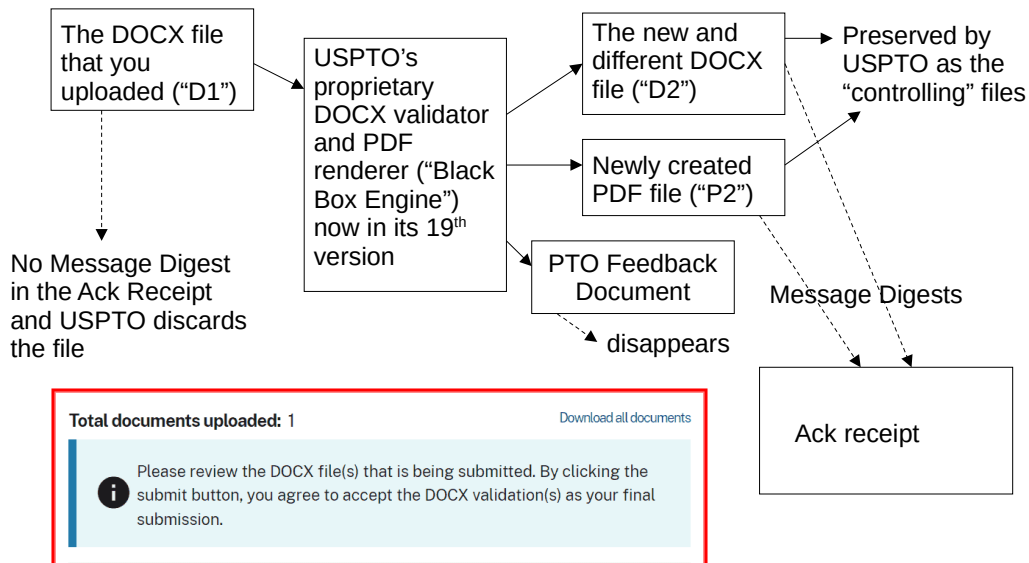 The DOCX file
that you
uploaded (“D1”)
USPTO’s
proprietary
DOCX validator
and PDF
renderer (“Black
Box Engine”)
now in its 19th
version
The new and
different DOCX
file (“D2”)
Preserved by
USPTO as the
“controlling” files
Newly created
PDF file (“P2”)
No Message Digest
in the Ack Receipt
and USPTO discards
the file
PTO Feedback
Document
Message Digests
disappears
Ack receipt
Total documents uploaded: 1
Download all documents
i
Please review the DOCX file(s) that is being submitted. By clicking the
submit button, you agree to accept the DOCX validation(s) as your final
submission.